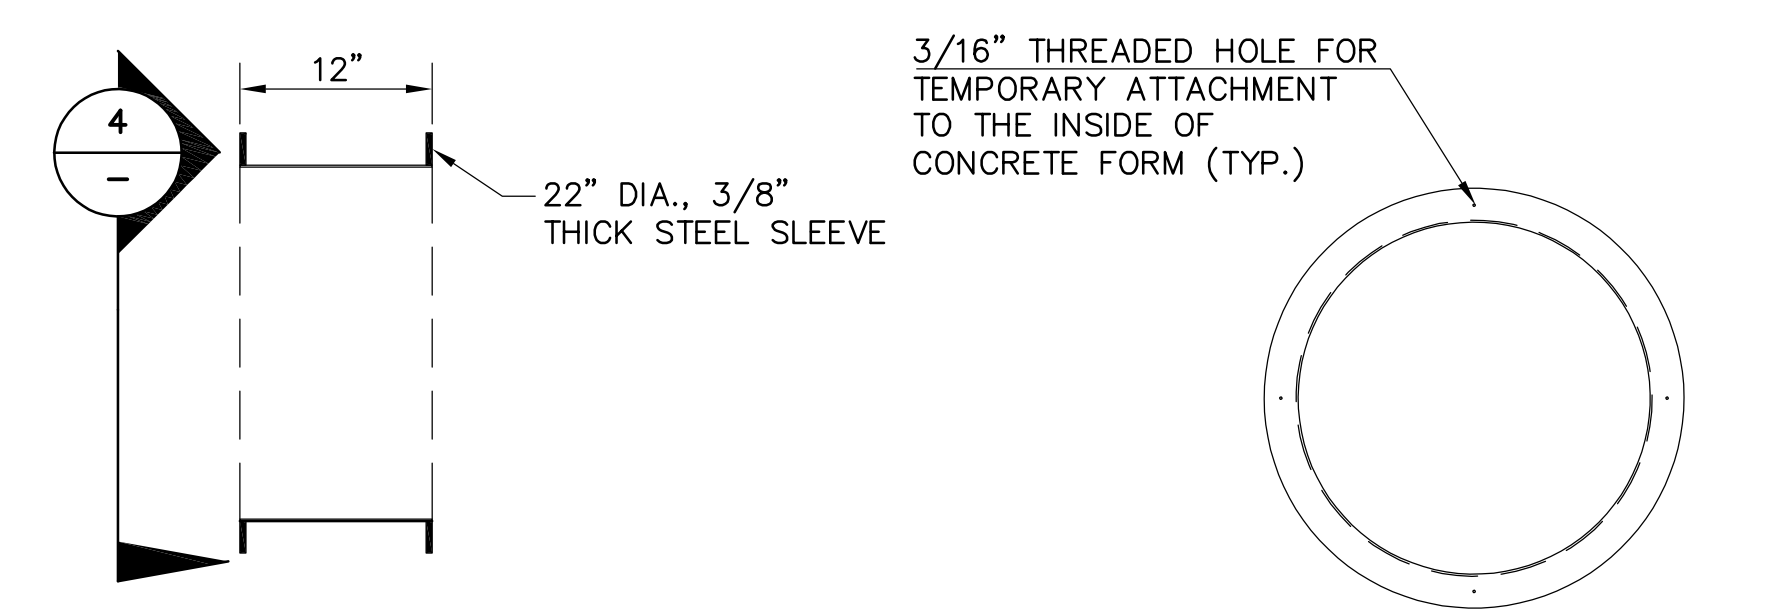 12”
4
–
22” DIA., 3/8”
THICK STEEL SLEEVE
3/16” THREADED HOLE FOR
TEMPORARY ATTACHMENT
TO THE INSIDE OF
CONCRETE FORM (TYP.)